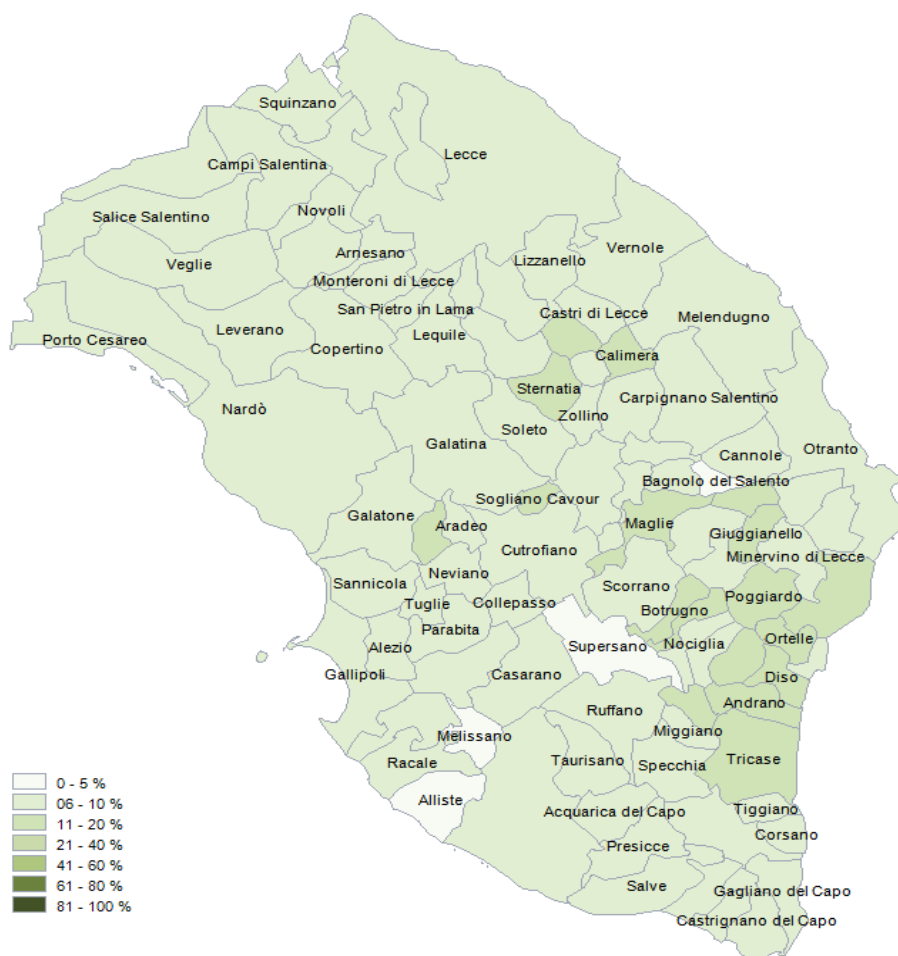 Squinzano
Lecce
Campi Salentina
Novoli
Salice Salentino
Arnesano
Vernole
Lizzanello
Veglie
Monteroni di Lecce
San Pietro in Lama
Castri di Lecce
Melendugno
Leverano
Lequile
Porto Cesareo
Copertino
Calimera
Sternatia
Carpignano Salentino
Nardò
Zollino
Soleto
Galatina
Otranto
Cannole
Bagnolo del Salento
Sogliano Cavour
Galatone
Aradeo
Maglie
Giuggianello
Cutrofiano
Minervino di Lecce
Neviano
Sannicola
Scorrano
Poggiardo
Tuglie
Collepasso
Botrugno
Parabita
Ortelle
Alezio
Supersano
Nociglia
Gallipoli
Casarano
Diso
Andrano
Ruffano
Miggiano
Melissano
Racale
Taurisano
Specchia
Tricase
Alliste
Acquarica del Capo
Tiggiano
Corsano
Presicce
Salve
Gagliano del Capo
Castrignano del Capo
0 - 5 %
06 - 10 %
11 - 20 %
21 - 40 %
41 - 60 %
61 - 80 %
81 - 100 %